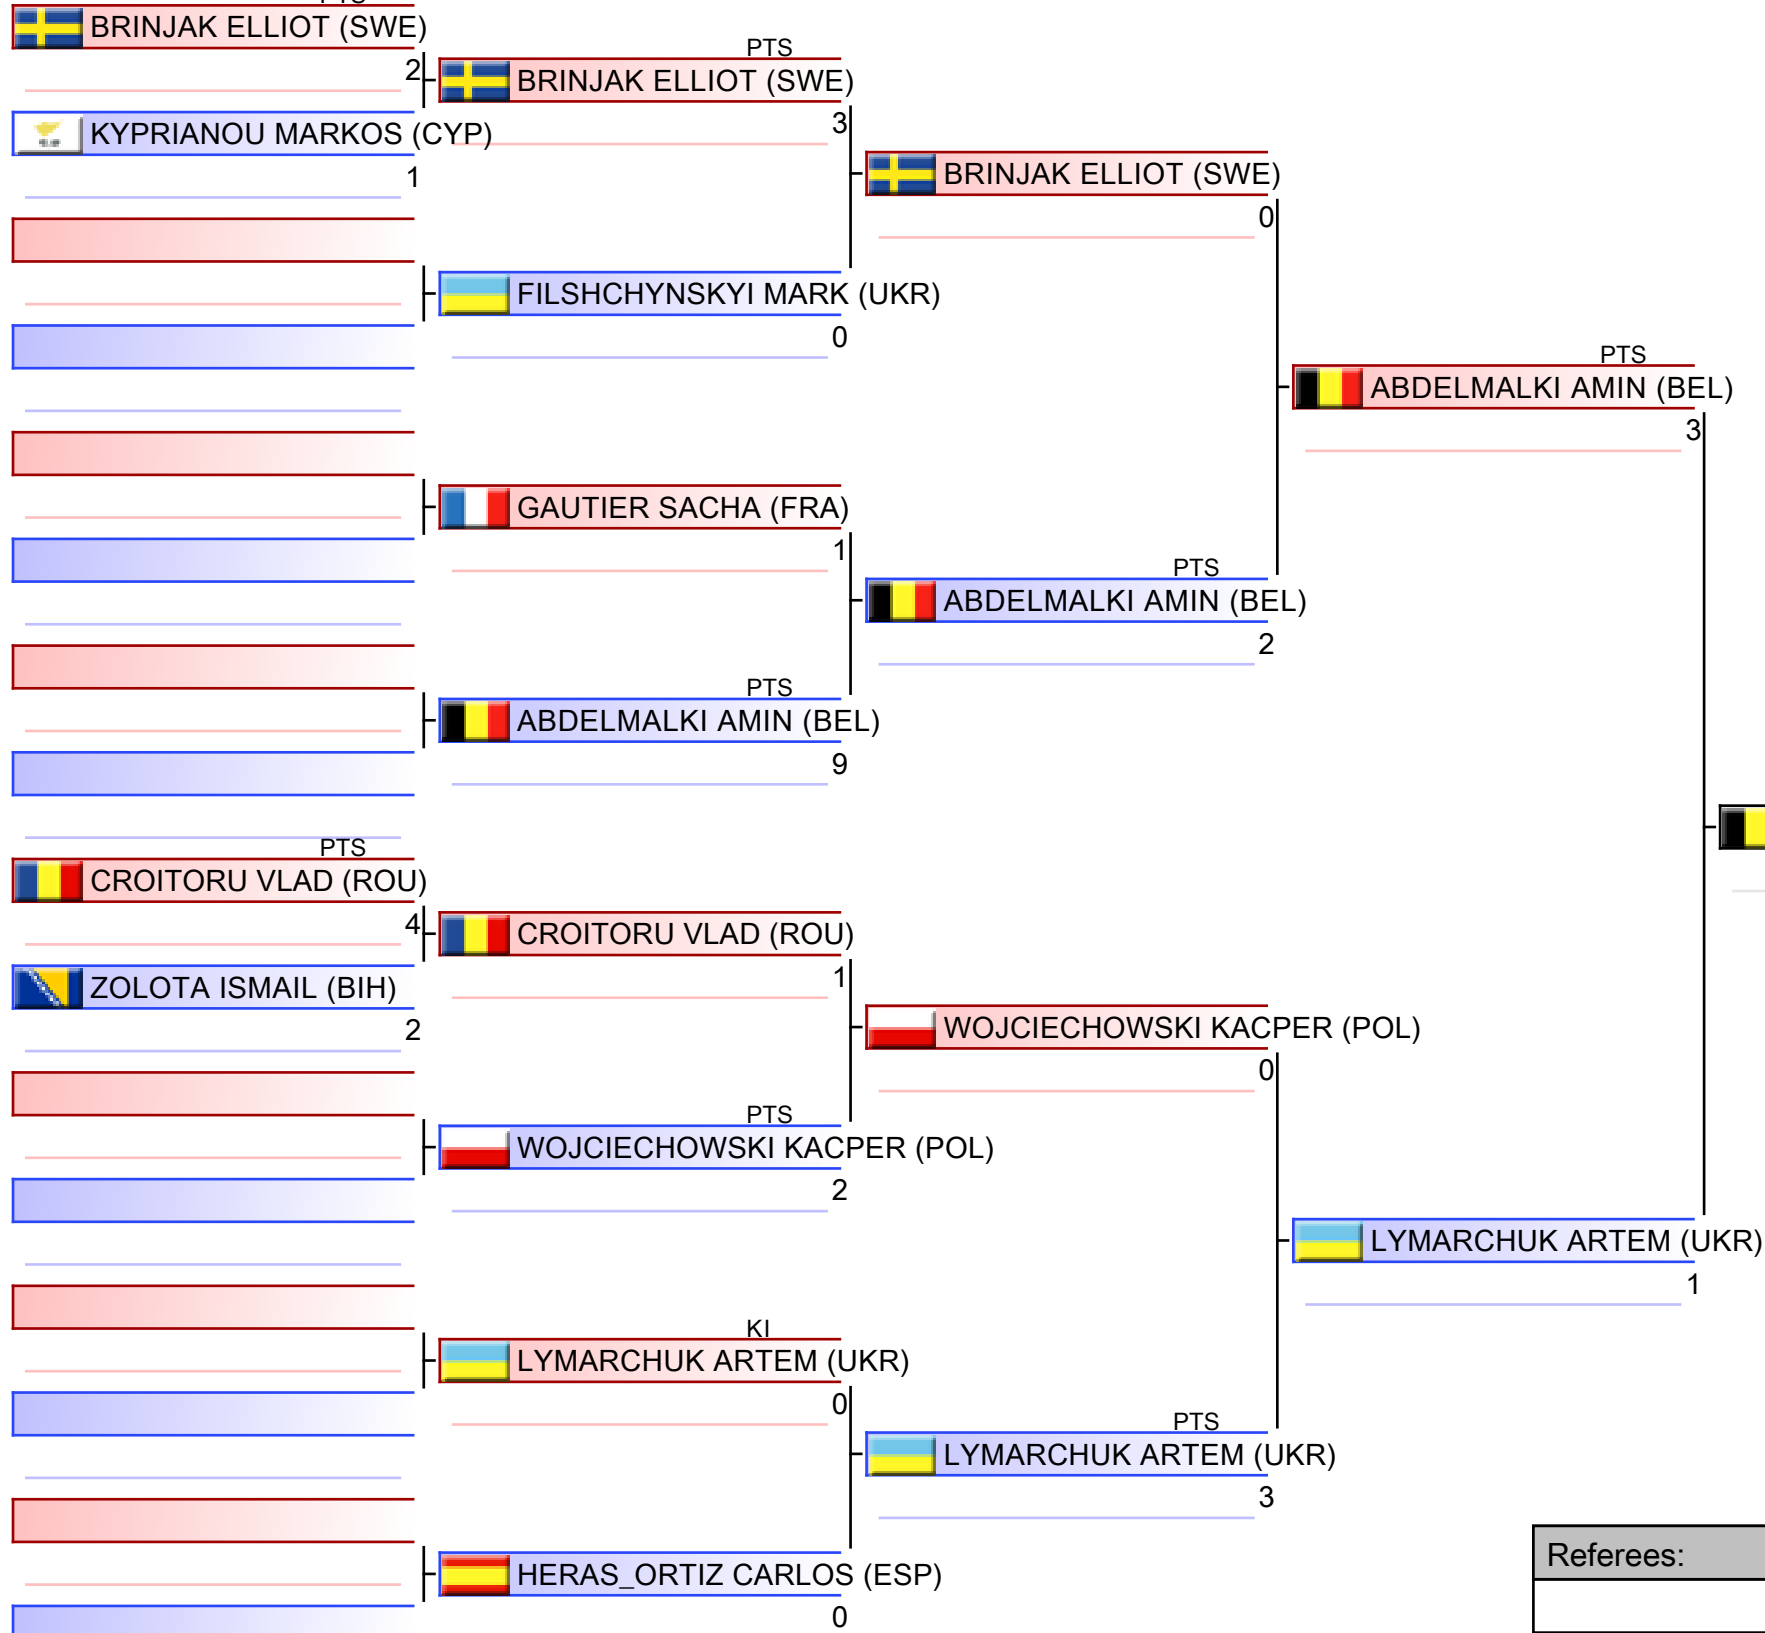 PTS
BRINJAK ELLIOT (SWE)
2
KYPRIANOU MARKOS (CYP)
1
PTS
CROITORU VLAD (ROU)
4
ZOLOTA ISMAIL (BIH)
2
PTS
BRINJAK ELLIOT (SWE)
3
FILSHCHYNSKYI MARK (UKR)
0
GAUTIER SACHA (FRA)
1
PTS
ABDELMALKI AMIN (BEL)
9
CROITORU VLAD (ROU)
1
PTS
WOJCIECHOWSKI KACPER (POL)
2
KI
LYMARCHUK ARTEM (UKR)
0
HERAS_ORTIZ CARLOS (ESP)
0
BRINJAK ELLIOT (SWE)
0
PTS
ABDELMALKI AMIN (BEL)
2
WOJCIECHOWSKI KACPER (POL)
0
PTS
LYMARCHUK ARTEM (UKR)
3
PTS
ABDELMALKI AMIN (BEL)
3
LYMARCHUK ARTEM (UKR)
1
Referees: